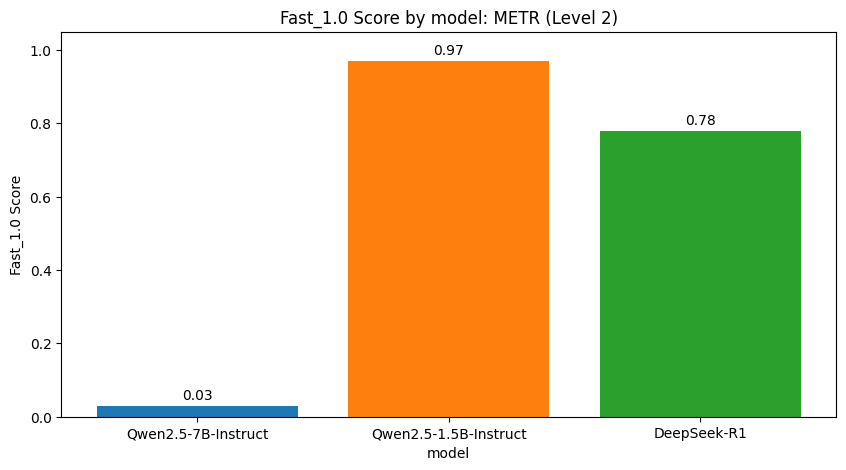 Fast_1.0 Score by model: METR (Level 2)
Fast_1.0 Score
1.0
0.8
0.6
0.4
0.2
0.0
0.03
0.97
0.78
Qwen2.5-7B-Instruct
Qwen2.5-1.5B-Instruct
DeepSeek-R1
model